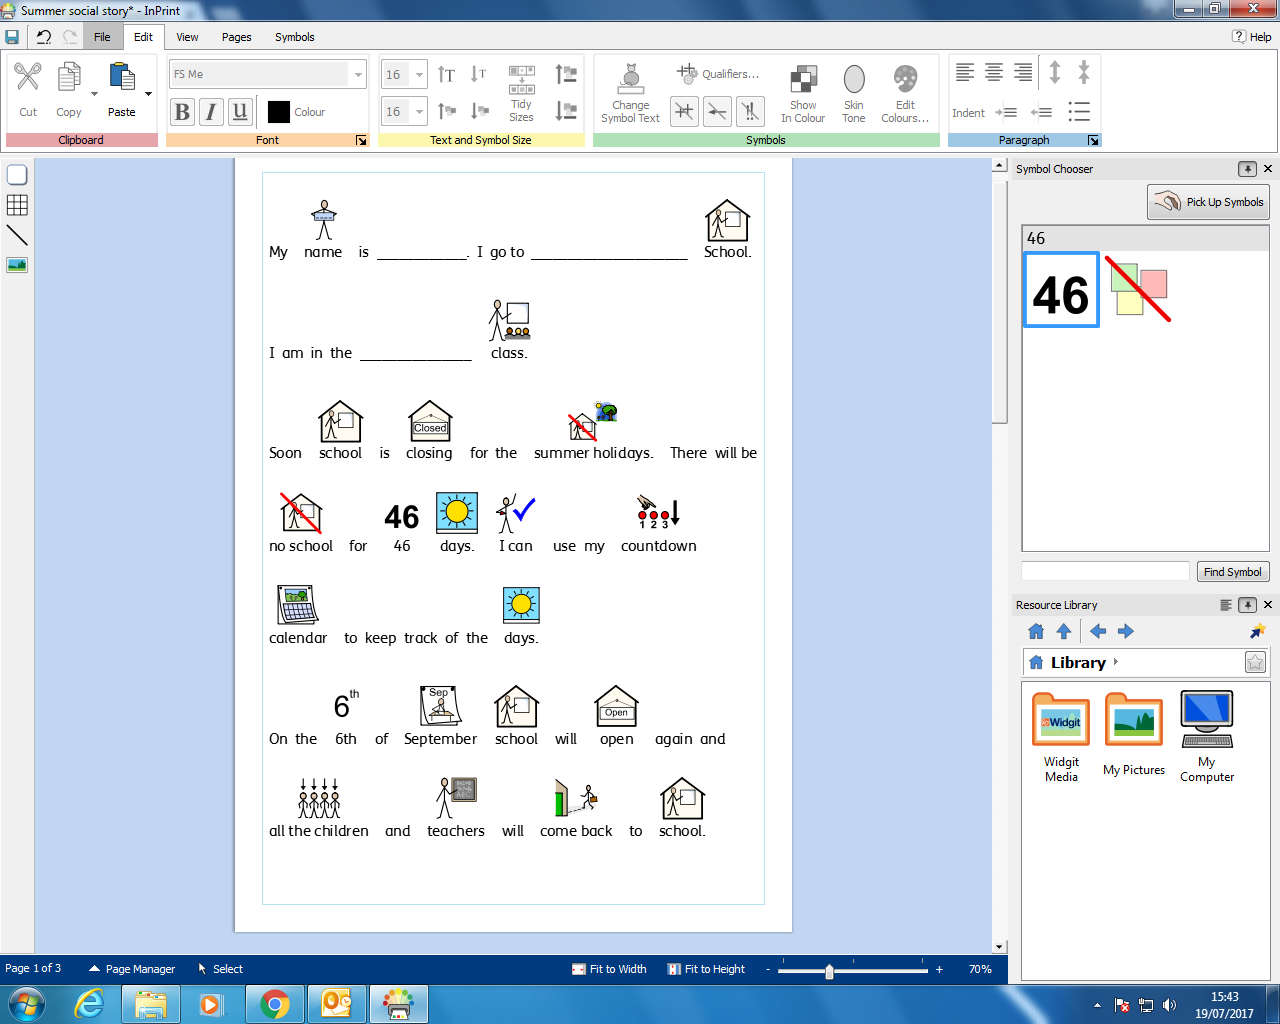 Summer social story* - InPrint
File Edit View Pages Symbols Help
Cut Copy Paste
Clipboard
FS Me
B I U Colour
Font
16
16
Tidy Sizes
Text and Symbol Size
Change Symbol Text
Qualifiers...
Show In Colour
Skin Tone
Edit Colours...
Symbols
Indent
Paragraph
My name is ____________. I go to _____________________ School.
I am in the _______________ class.
Closed
Soon school is closing for the summer holidays. There will be
46
1 2 3
no school for 46 days. I can use my countdown
calendar to keep track of the days.
6th
Sep
Open
On the 6th of September school will open again and
all the children and teachers will come back to school.
Symbol Chooser
Pick Up Symbols
46
46
Find Symbol
Resource Library
Library
Widgit
Widgit Media
My Pictures
My Computer
Page 1 of 3 Page Manager Select Fit to Width Fit to Height - + 70%
15:43
19/07/2017